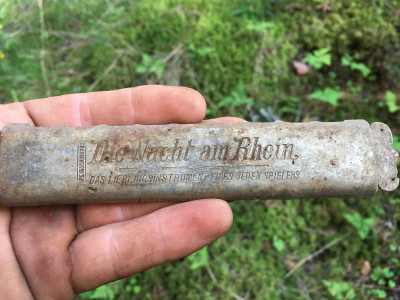 Die Wacht am Rhein,
DAS LIEBLINGSINSTRUMENT EINES JEDEN SPIELERS